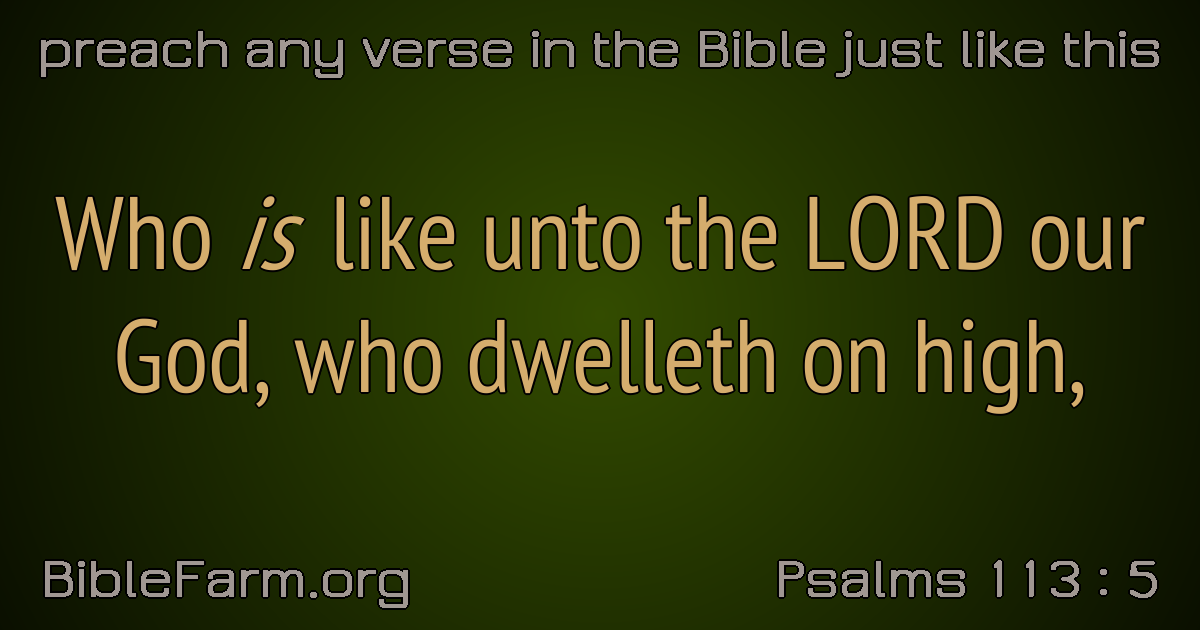 preach any verse in the Bible just like this
Who is like unto the LORD our
God, who dwelleth on high,
BibleFarm.org
Psalms 113 : 5